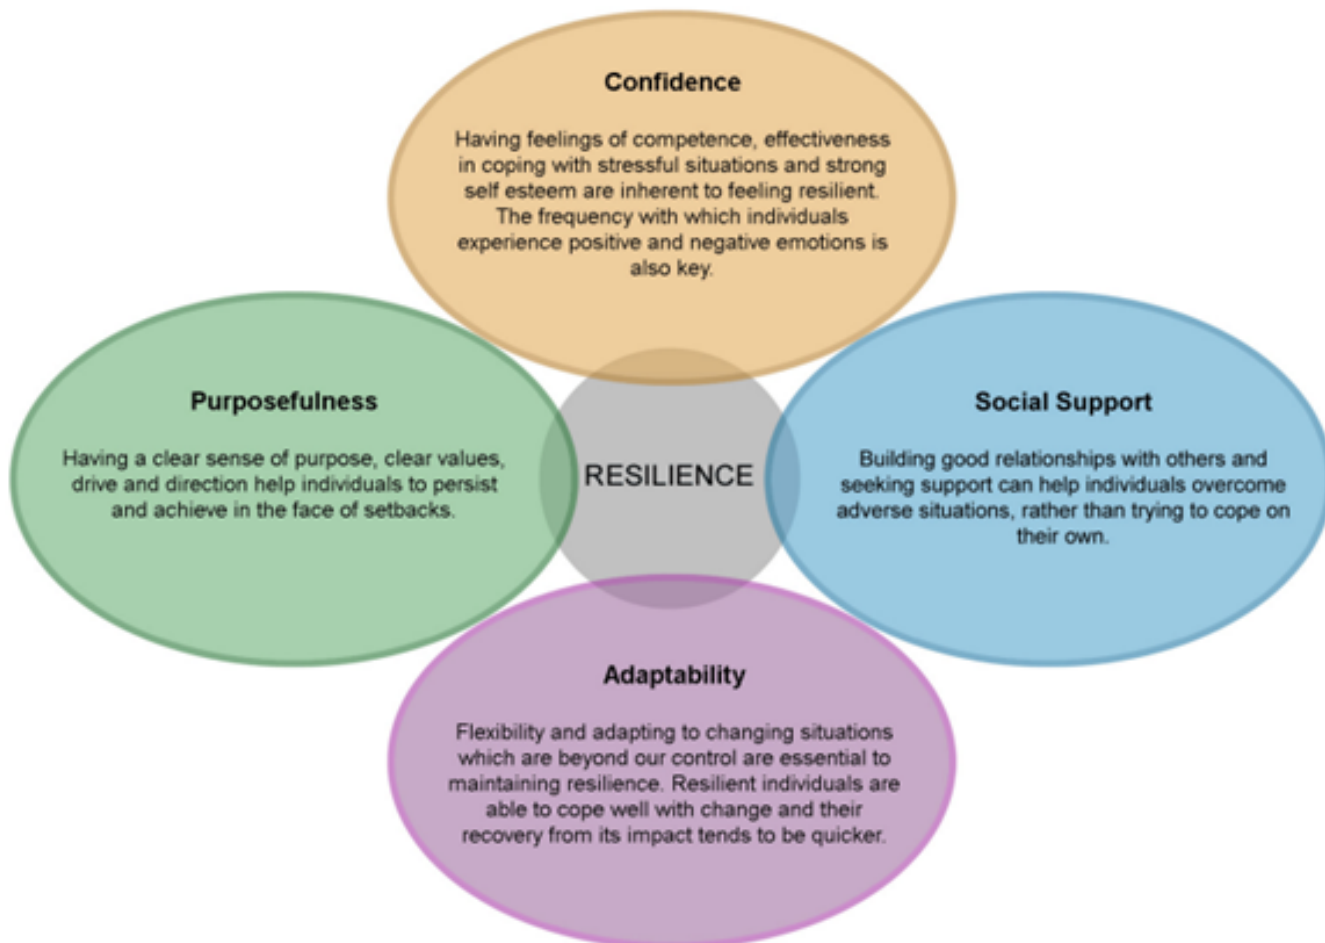 Confidence
Having feelings of competence, effectiveness
in coping with stressful situations and strong
self esteem are inherent to feeling resilient.
The frequency with which individuals
experience positive and negative emotions is
also key.
Purposefulness
Having a clear sense of purpose, clear values,
drive and direction help individuals to persist
and achieve in the face of setbacks.
RESILIENCE
Social Support
Building good relationships with others and
seeking support can help individuals overcome
adverse situations, rather than trying to cope on
their own.
Adaptability
Flexibility and adapting to changing situations
which are beyond our control are essential to
maintaining resilience. Resilient individuals are
able to cope well with change and their
recovery from its impact tends to be quicker.